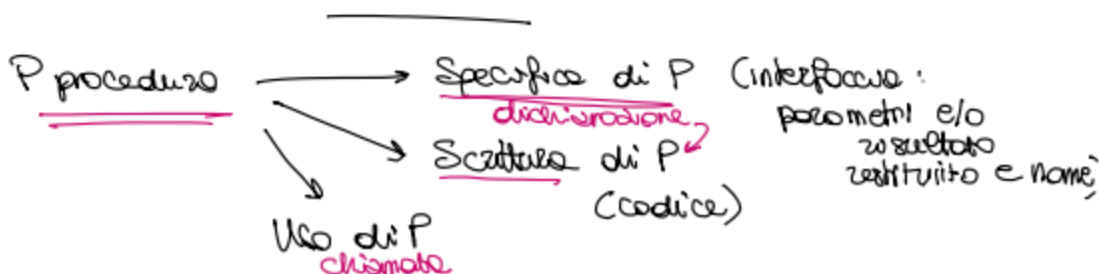 P procedura
Specifica di P (interfaccia:
parametri e/o
risultato
restituito e nome)
dichiarazione
Scrittura di P
(codice)
Uso di P
chiamata